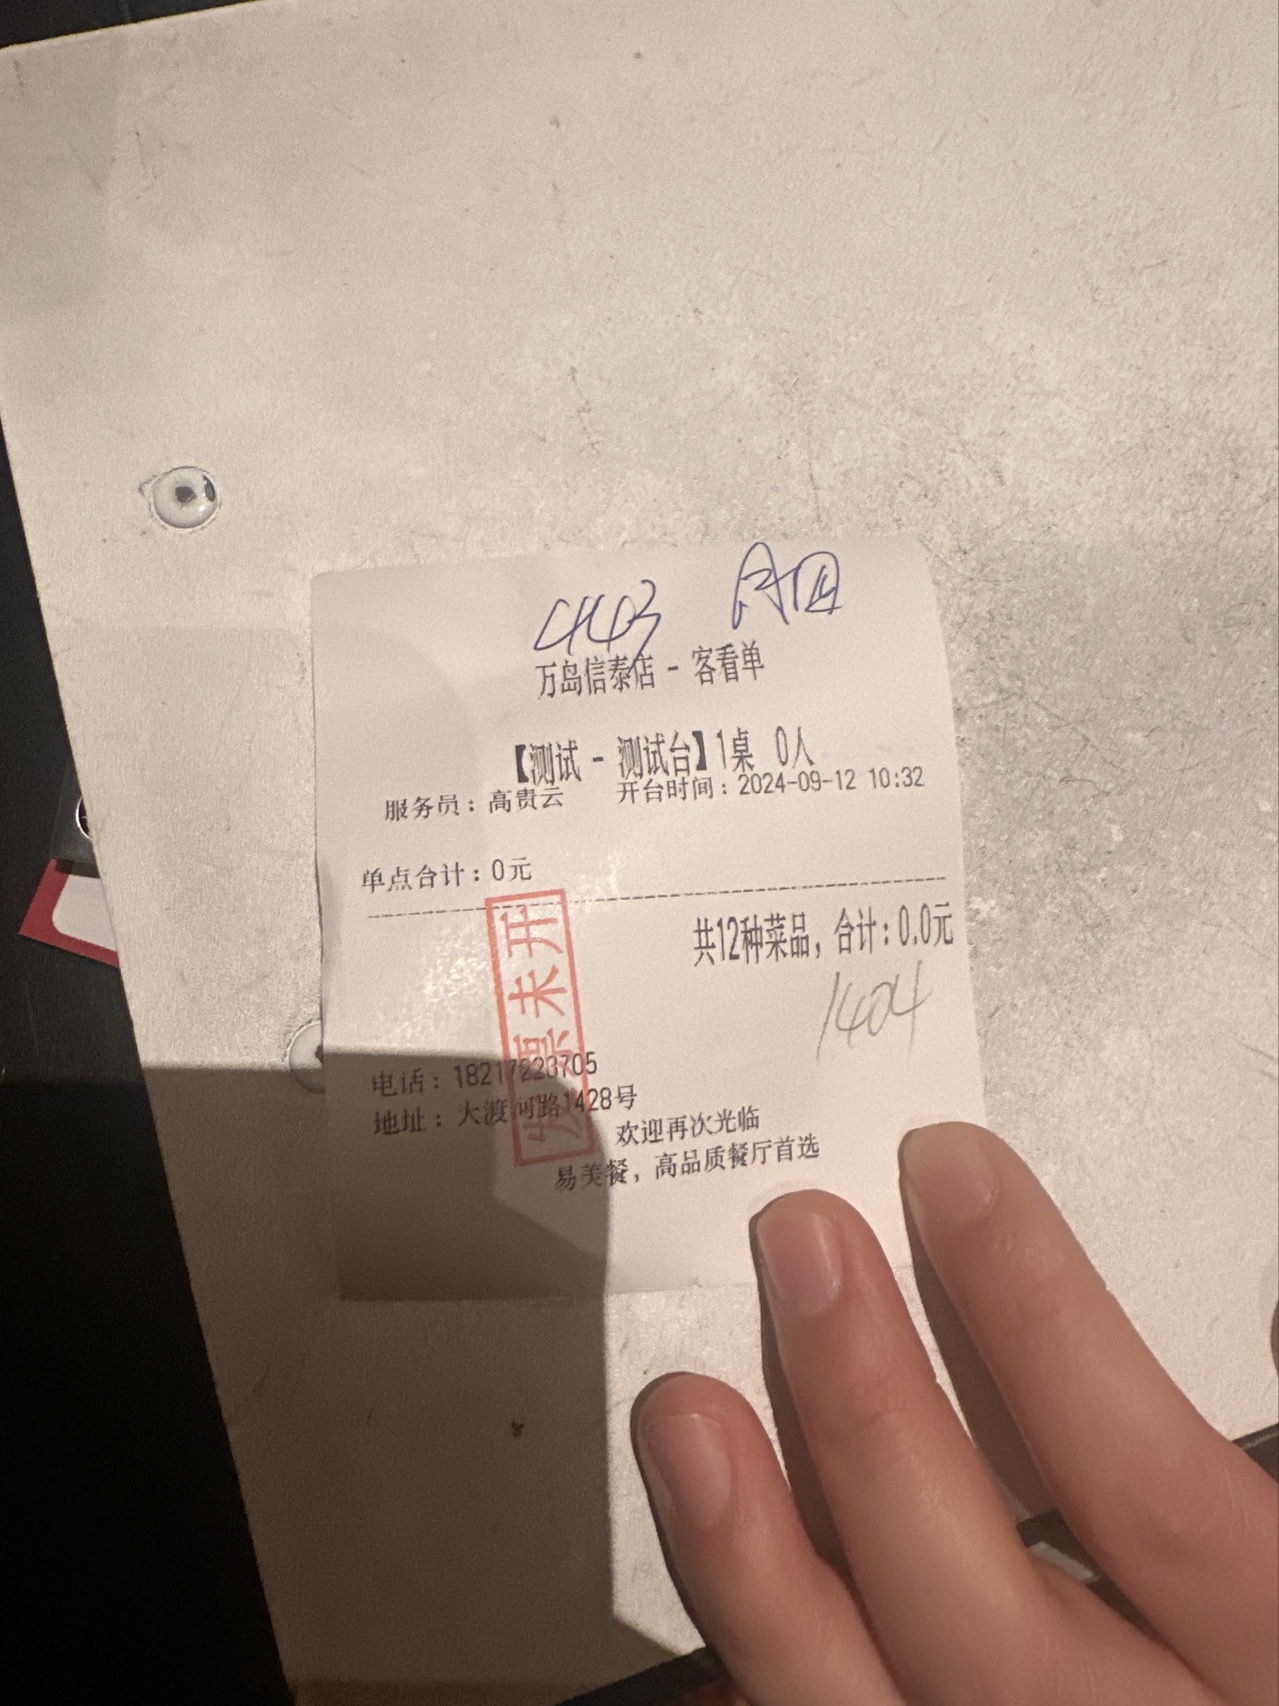 443
万岛信泰店 - 客看单
【测试 - 测试台】1桌 0人
服务员：高贵云 开台时间：2024-09-12 10:32
单点合计：0元
共12种菜品，合计：0.0元
1404
发票未开
电话：18217223705
地址：大渡河路1428号
欢迎再次光临
易美餐，高品质餐厅首选